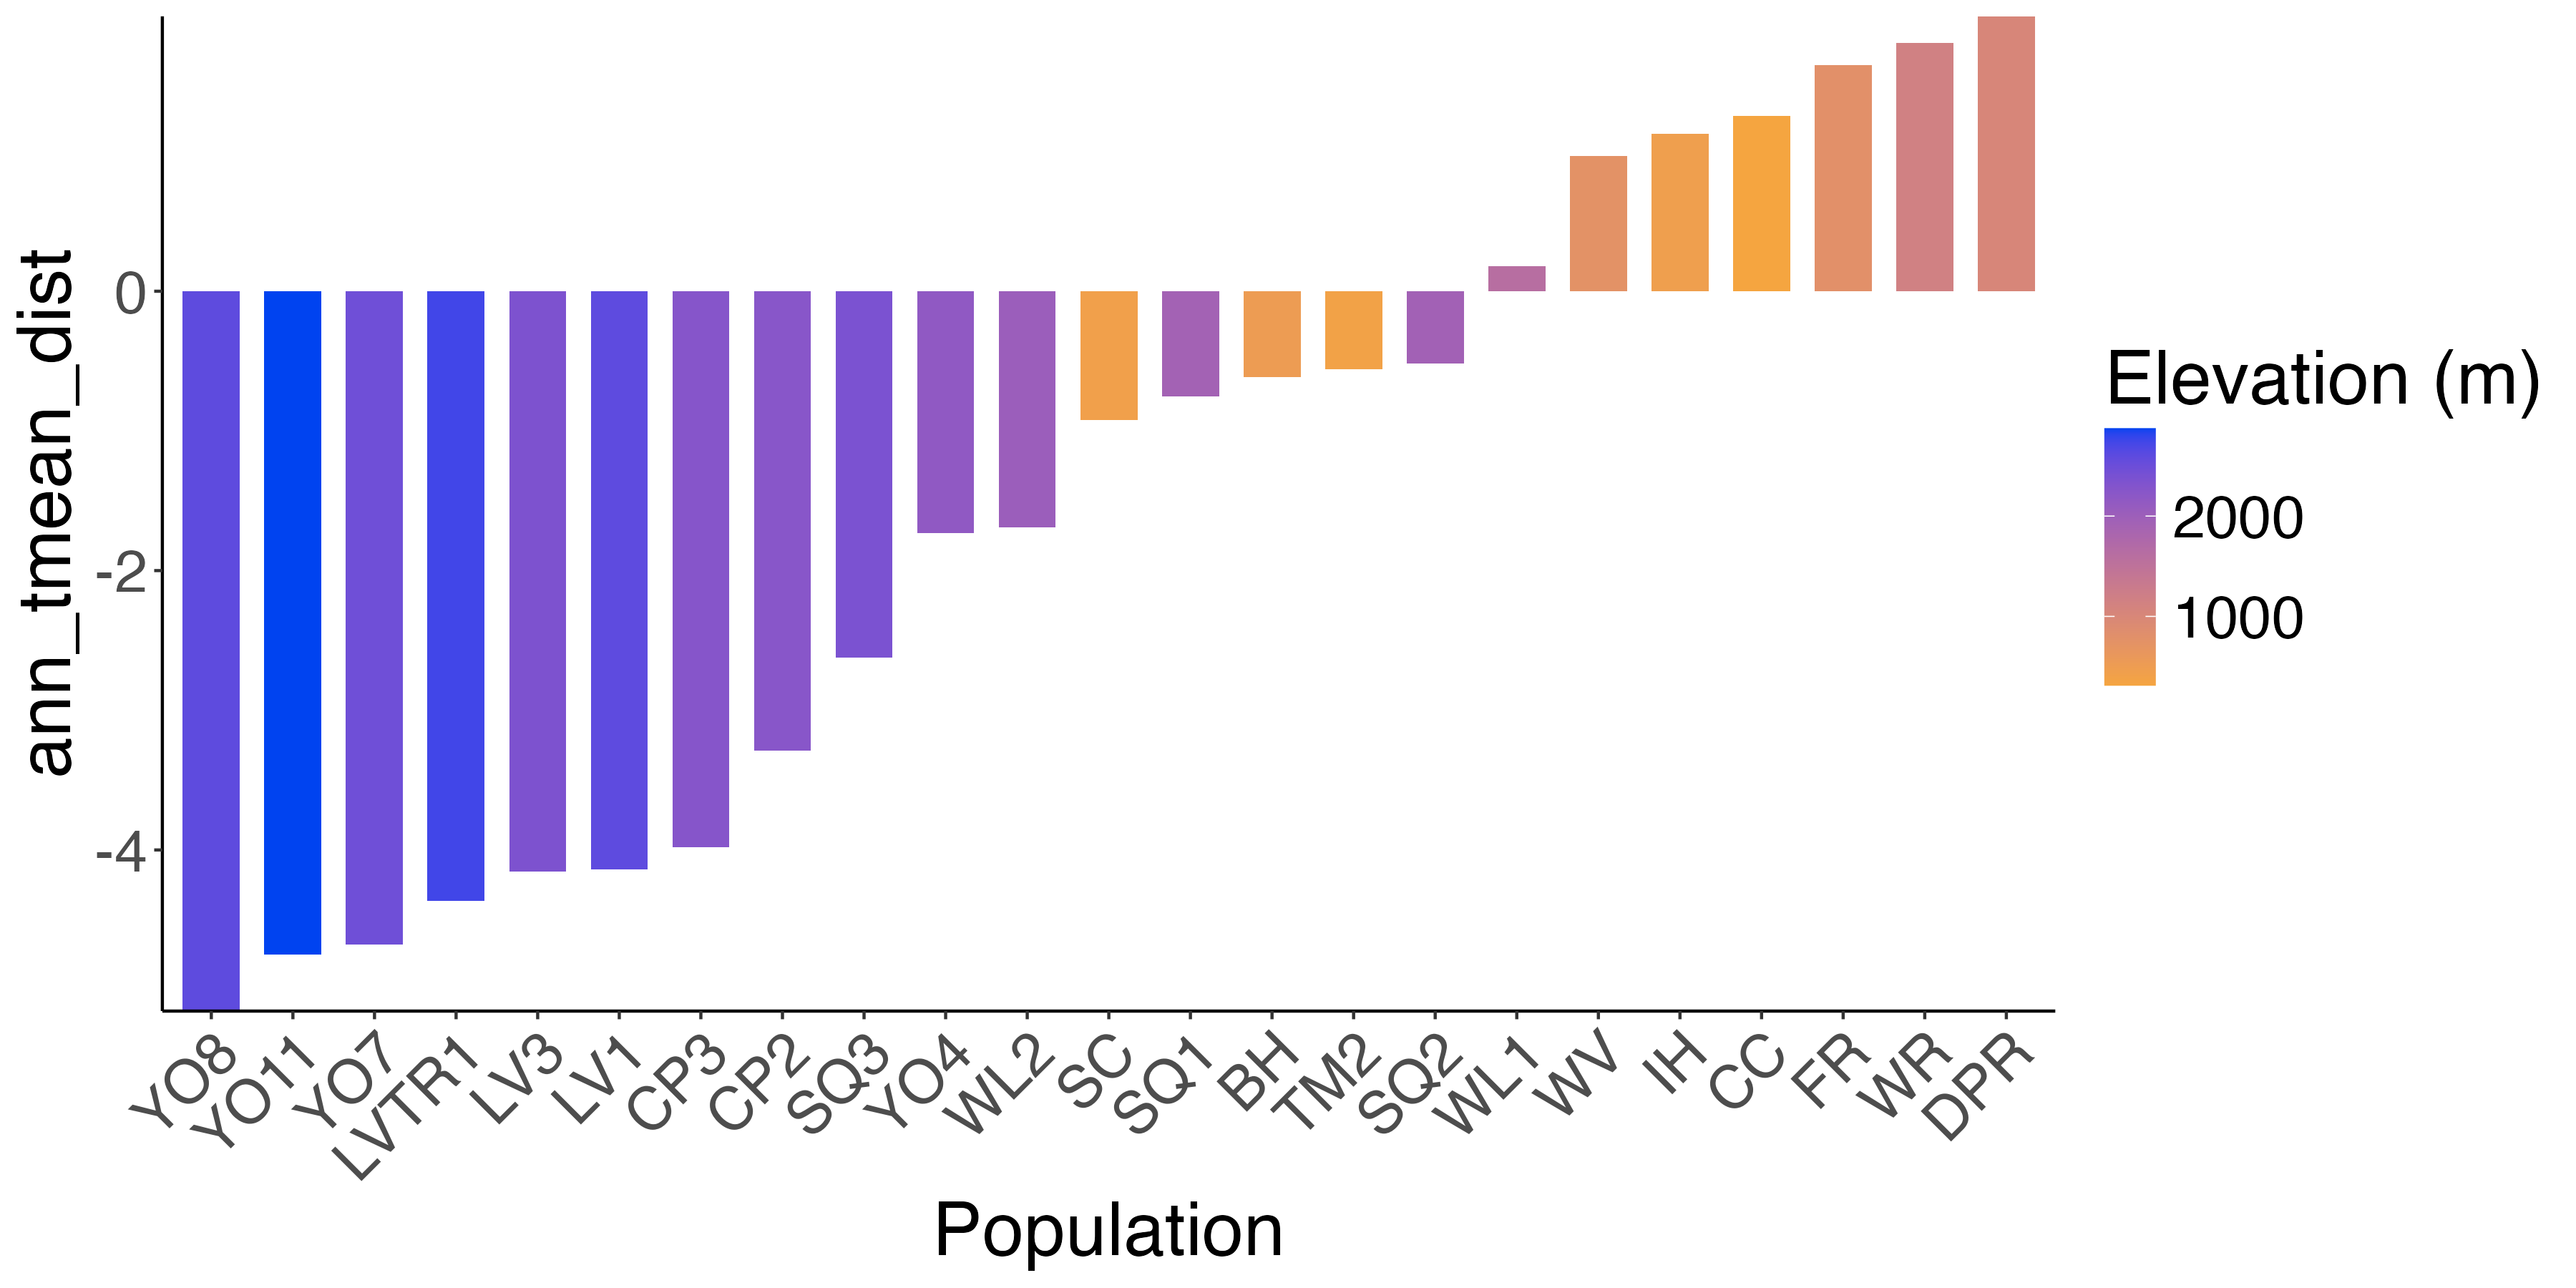 ann_tmean_dist
0
-2
-4
YO8
YO11
YO7
LVTR1
LV3
LV1
CP3
CP2
SQ3
YO4
WL2
SC
SQ1
BH
TM2
SQ2
WL1
WV
IH
CC
FR
WR
DPR
Population
Elevation (m)
2000
1000